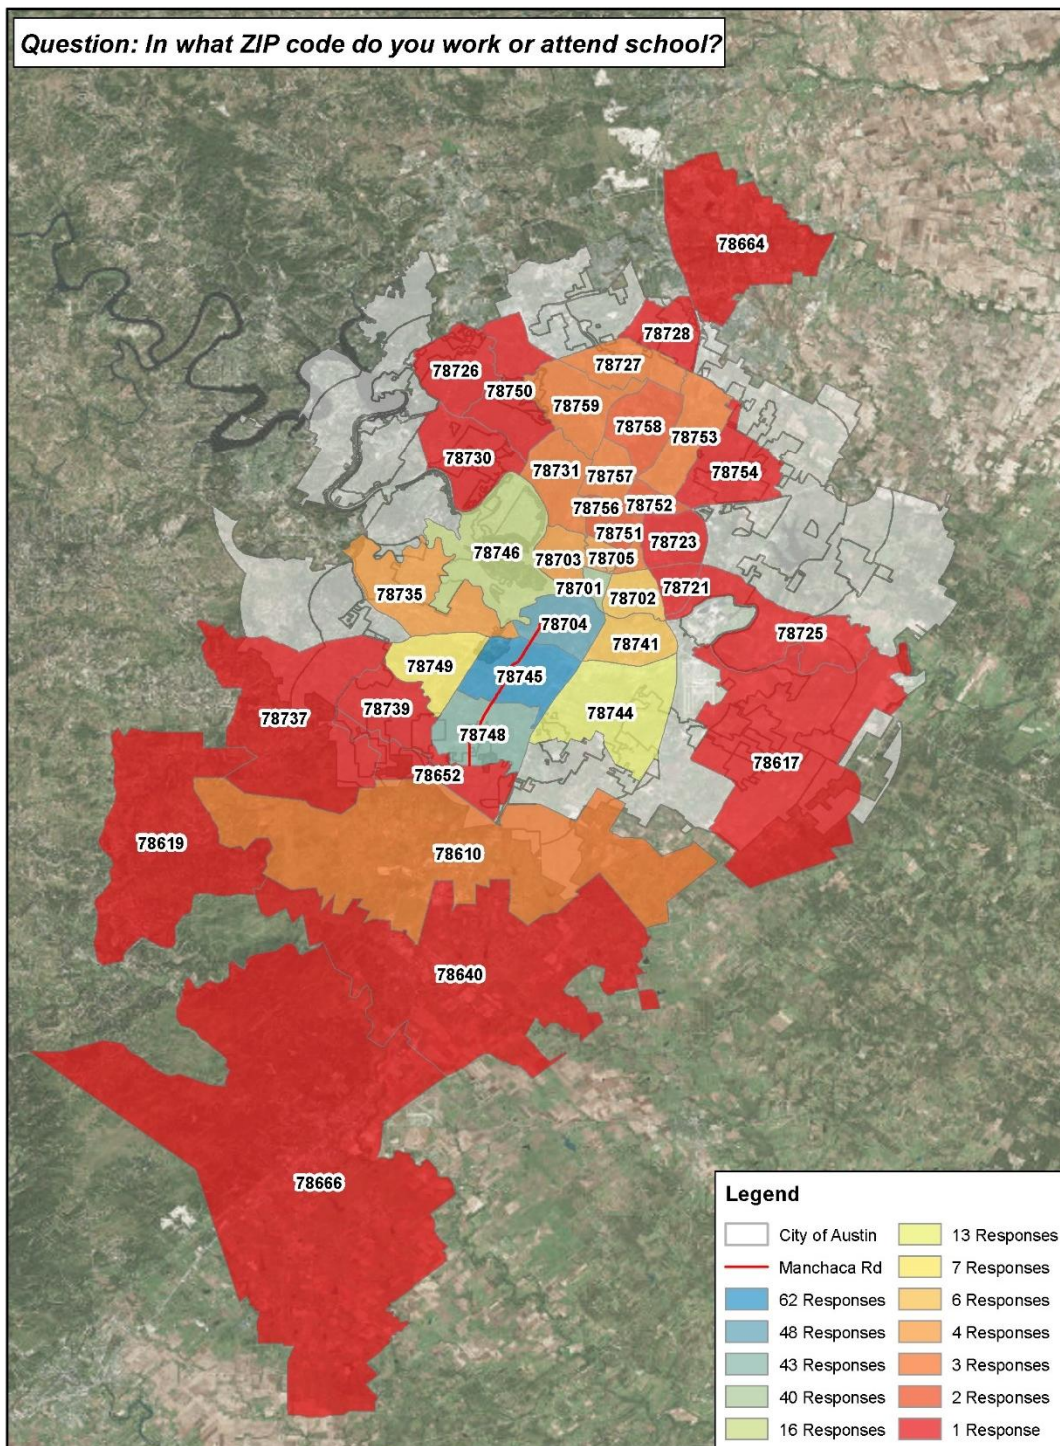 Question: In what ZIP code do you work or attend school?
78664
78728
78727
78726
78750
78759
78758
78753
78730
78731
78757
78754
78756
78752
78751
78723
78746
78703
78705
78735
78701
78702
78721
78704
78725
78741
78749
78745
78739
78737
78744
78748
78652
78617
78619
78610
78640
78666
Legend
City of Austin
Manchaca Rd
62 Responses
48 Responses
43 Responses
40 Responses
16 Responses
13 Responses
7 Responses
6 Responses
4 Responses
3 Responses
2 Responses
1 Response